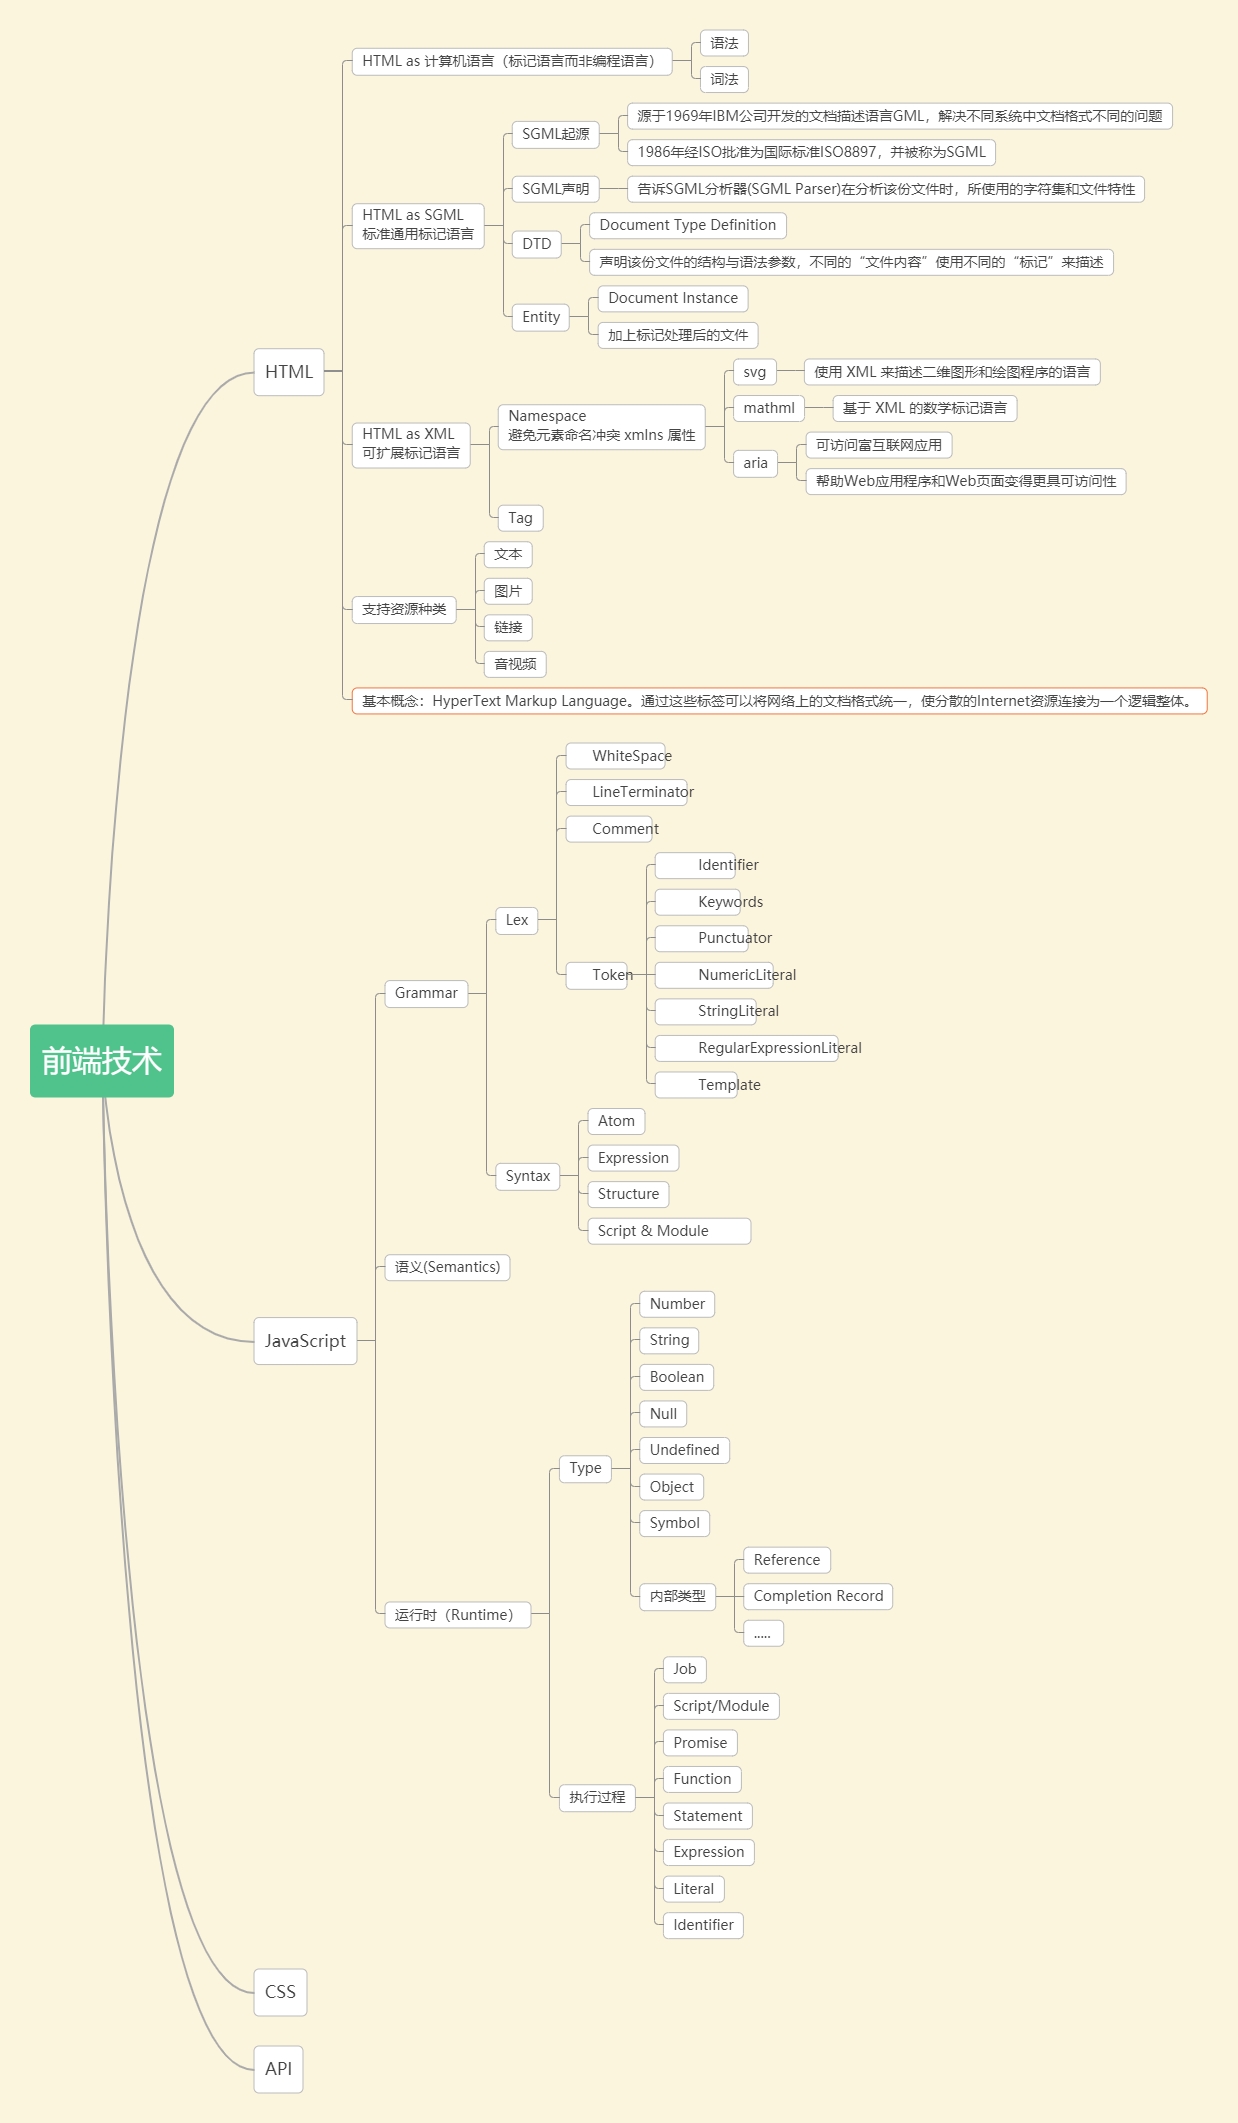 前端技术
HTML
HTML as 计算机语言（标记语言而非编程语言）
语法
词法
HTML as SGML
标准通用标记语言
SGML起源
源于1969年IBM公司开发的文档描述语言GML，解决不同系统中文档格式不同的问题
1986年经ISO批准为国际标准ISO8897，并被称为SGML
SGML声明
告诉SGML分析器(SGML Parser)在分析该份文件时，所使用的字符集和文件特性
DTD
Document Type Definition
声明该份文件的结构与语法参数，不同的“文件内容”使用不同的“标记”来描述
Entity
Document Instance
加上标记处理后的文件
HTML as XML
可扩展标记语言
Namespace
避免元素命名冲突 xmlns 属性
svg
使用 XML 来描述二维图形和绘图程序的语言
mathml
基于 XML 的数学标记语言
aria
可访问富互联网应用
帮助Web应用程序和Web页面变得更具可访问性
Tag
支持资源种类
文本
图片
链接
音视频
基本概念：HyperText Markup Language。通过这些标签可以将网络上的文档格式统一，使分散的Internet资源连接为一个逻辑整体。
JavaScript
Grammar
Lex
WhiteSpace
LineTerminator
Comment
Token
Identifier
Keywords
Punctuator
NumericLiteral
StringLiteral
RegularExpressionLiteral
Template
Syntax
Atom
Expression
Structure
Script & Module
语义(Semantics)
运行时（Runtime）
Type
Number
String
Boolean
Null
Undefined
Object
Symbol
内部类型
Reference
Completion Record
.....
执行过程
Job
Script/Module
Promise
Function
Statement
Expression
Literal
Identifier
CSS
API